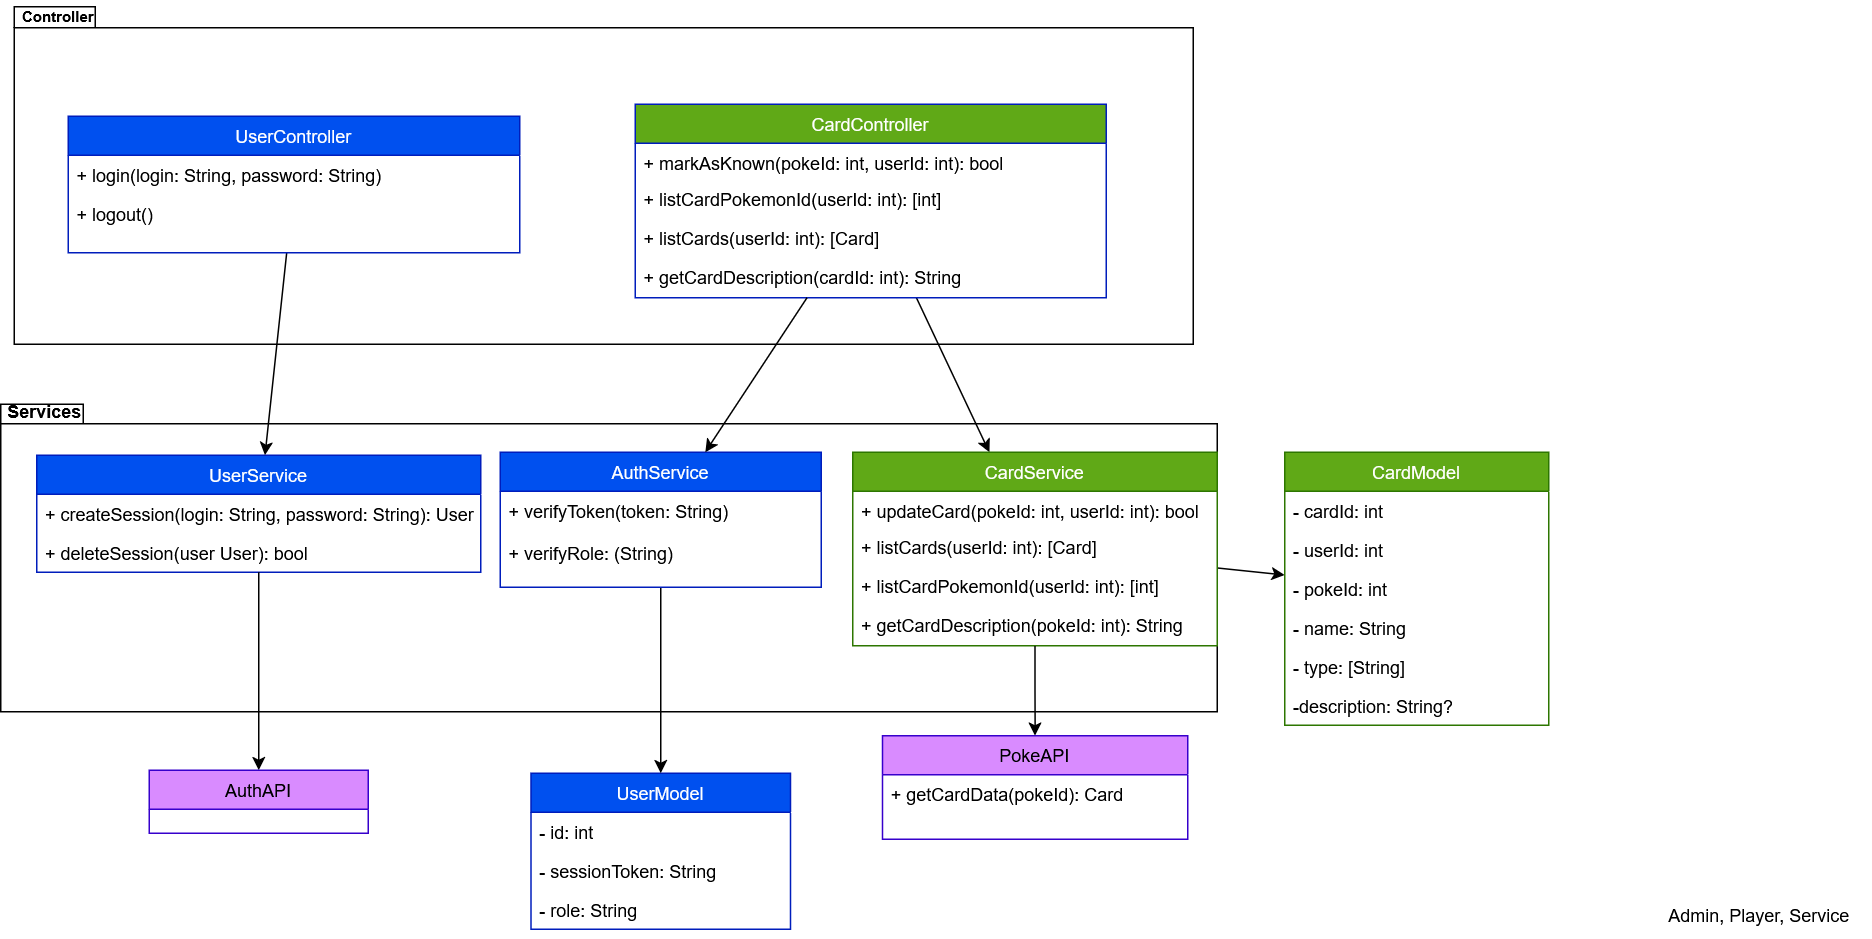 Controller
UserController
+ login(login: String, password: String)
+ logout()
CardController
+ markAsKnown(pokeId: int, userId: int): bool
+ listCardPokemonId(userId: int): [int]
+ listCards(userId: int): [Card]
+ getCardDescription(cardId: int): String
Services
UserService
+ createSession(login: String, password: String): User
+ deleteSession(user User): bool
AuthService
+ verifyToken(token: String)
+ verifyRole: (String)
CardService
+ updateCard(pokeId: int, userId: int): bool
+ listCards(userId: int): [Card]
+ listCardPokemonId(userId: int): [int]
+ getCardDescription(pokeId: int): String
CardModel
- cardId: int
- userId: int
- pokeId: int
- name: String
- type: [String]
-description: String?
AuthAPI
UserModel
- id: int
- sessionToken: String
- role: String
PokeAPI
+ getCardData(pokeId): Card
Admin, Player, Service